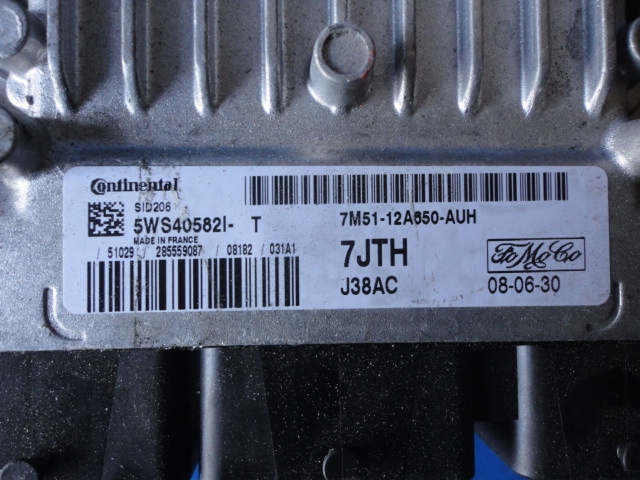 Continental
SID206
5WS40582I- T
MADE IN FRANCE
/ 51029 / 285559087 / 08182 / 031A1
7M51-12A650-AUH
7JTH
FoMoCo
J38AC
08-06-30